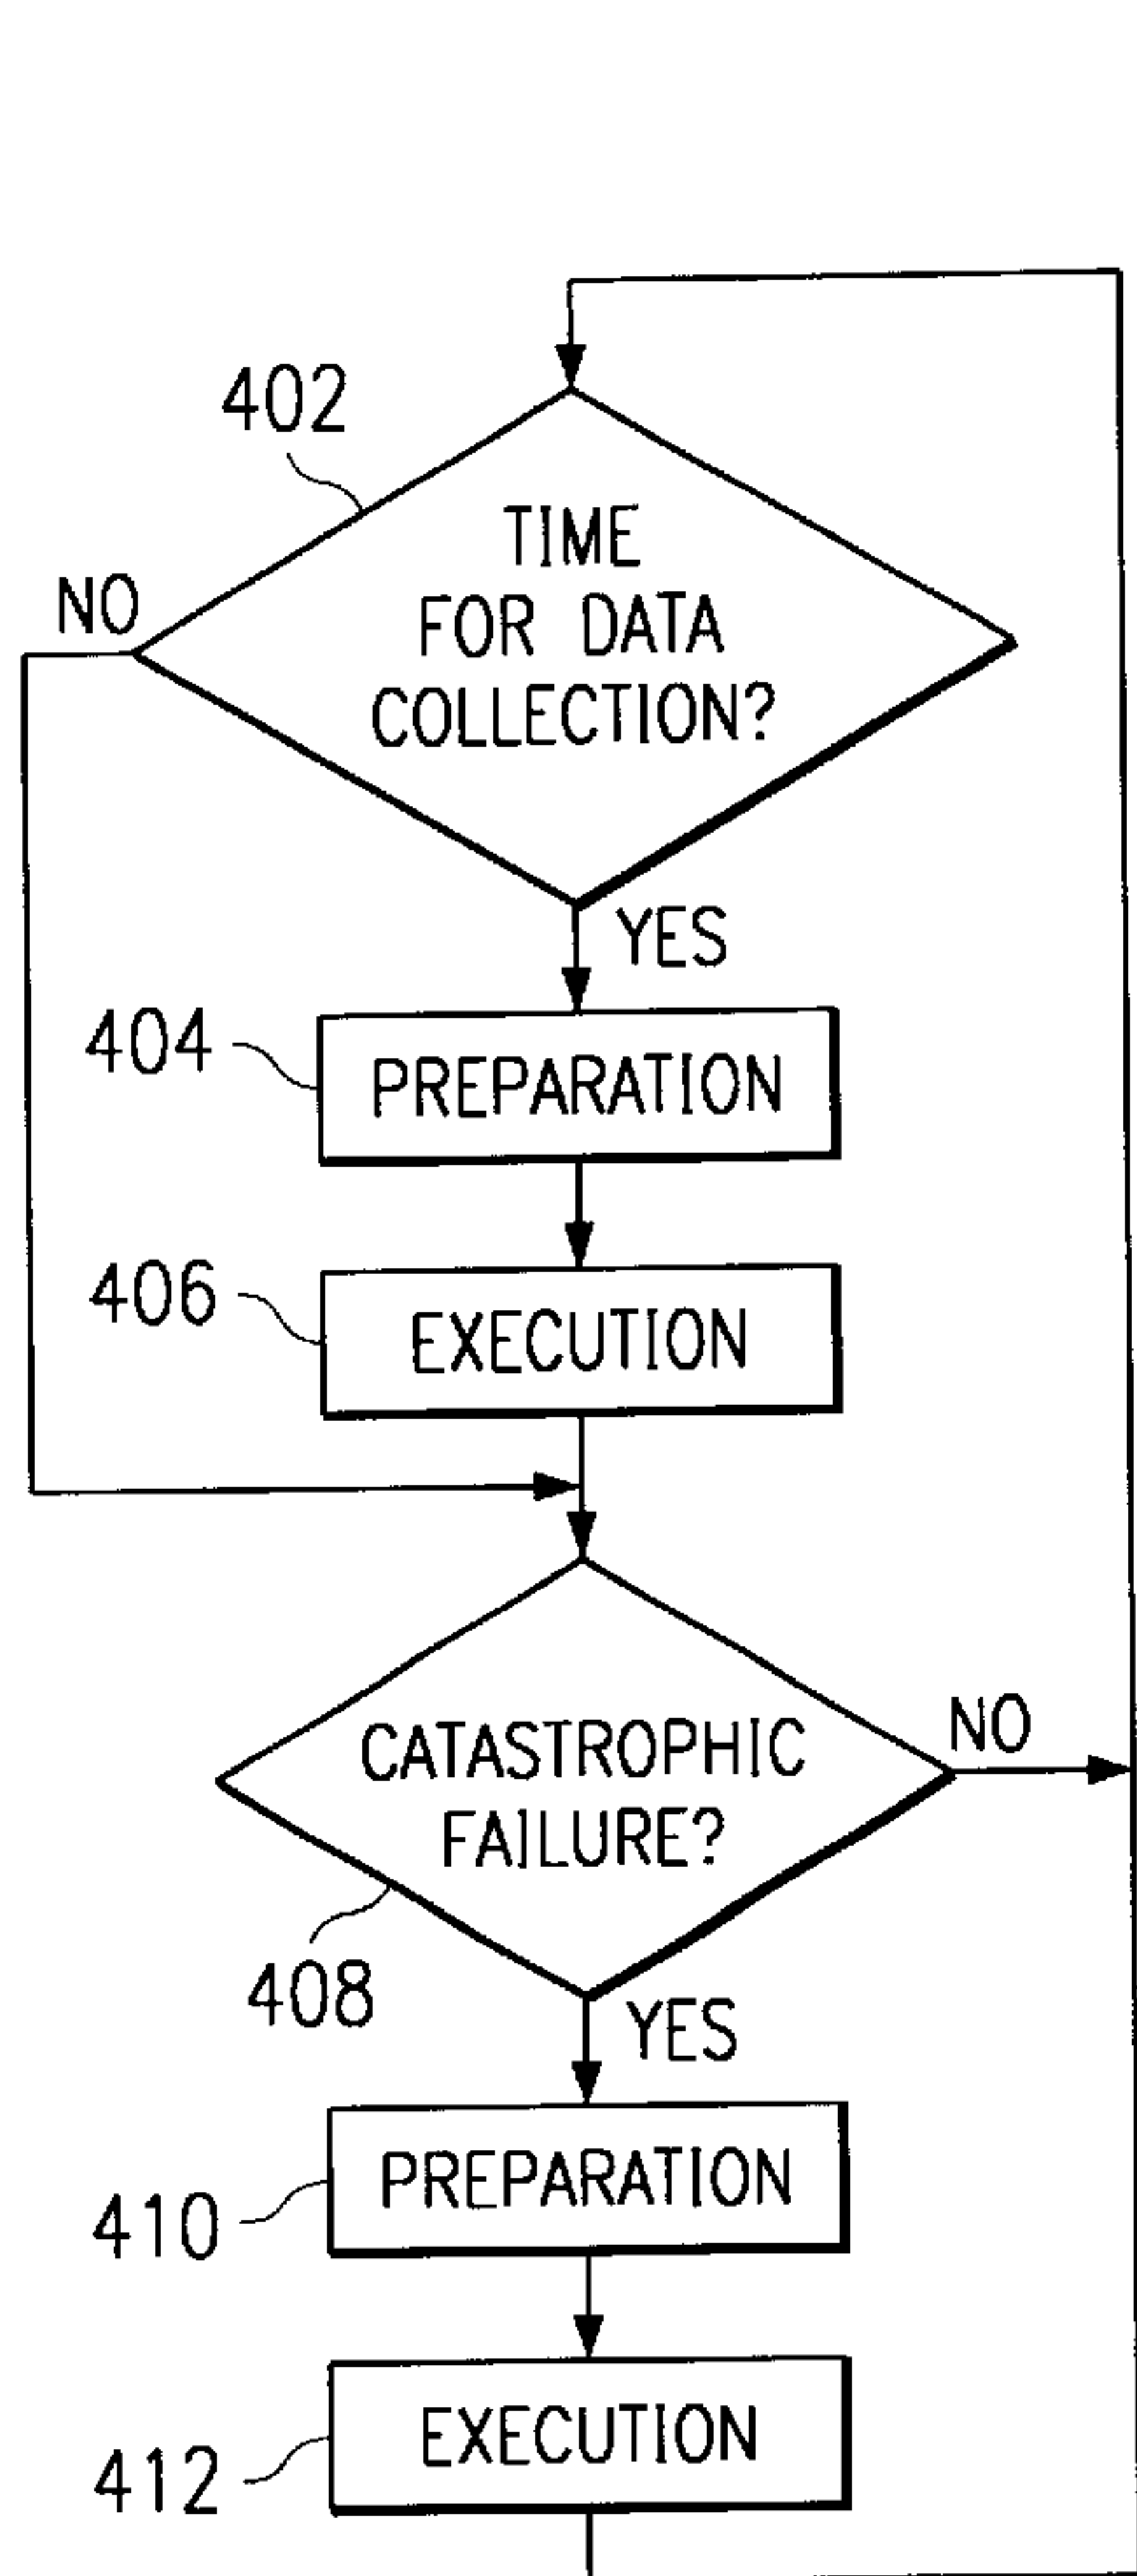 402
TIME
FOR DATA
COLLECTION?
NO
YES
404
PREPARATION
406
EXECUTION
CATASTROPHIC
FAILURE?
NO
408
YES
410
PREPARATION
412
EXECUTION